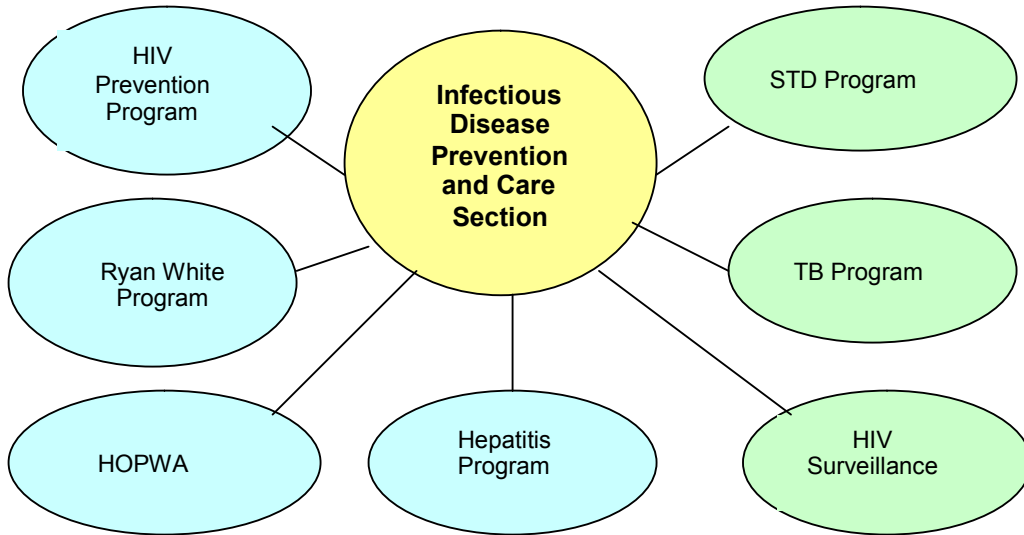 HIV
Prevention
Program
Infectious
Disease
Prevention
and Care
Section
STD Program
Ryan White
Program
TB Program
HOPWA
Hepatitis
Program
HIV
Surveillance